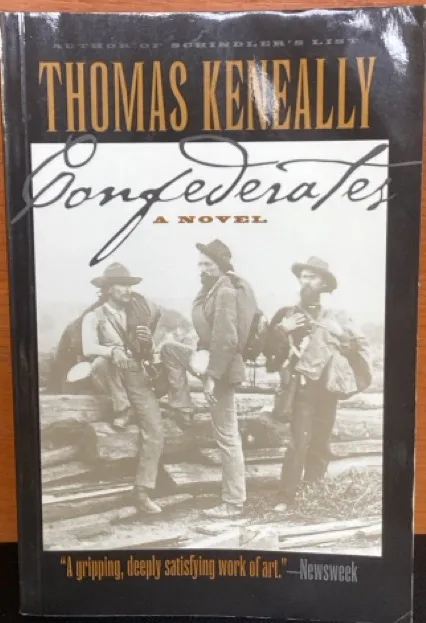 AUTHOR OF SCHINDLER'S LIST
THOMAS KENEALLY
Confederates
A NOVEL
"A gripping, deeply satisfying work of art."—Newsweek